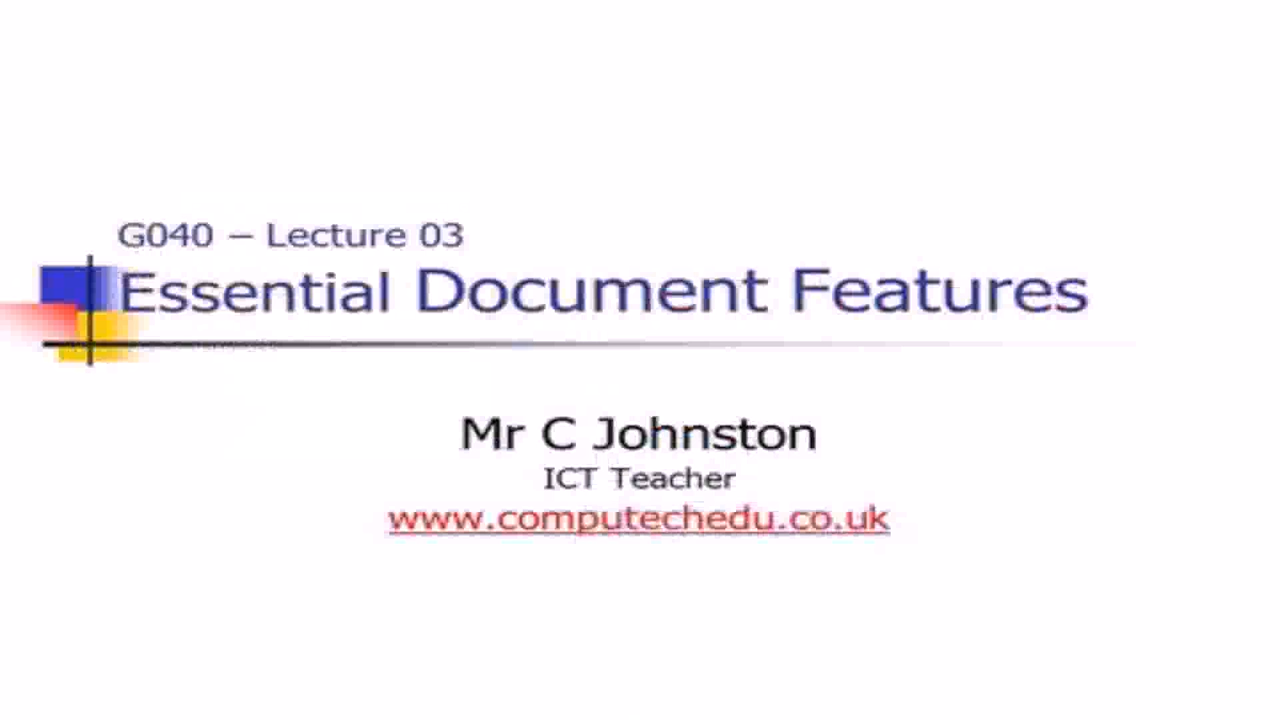 G040 – Lecture 03
Essential Document Features
Mr C Johnston
ICT Teacher
www.computechedu.co.uk